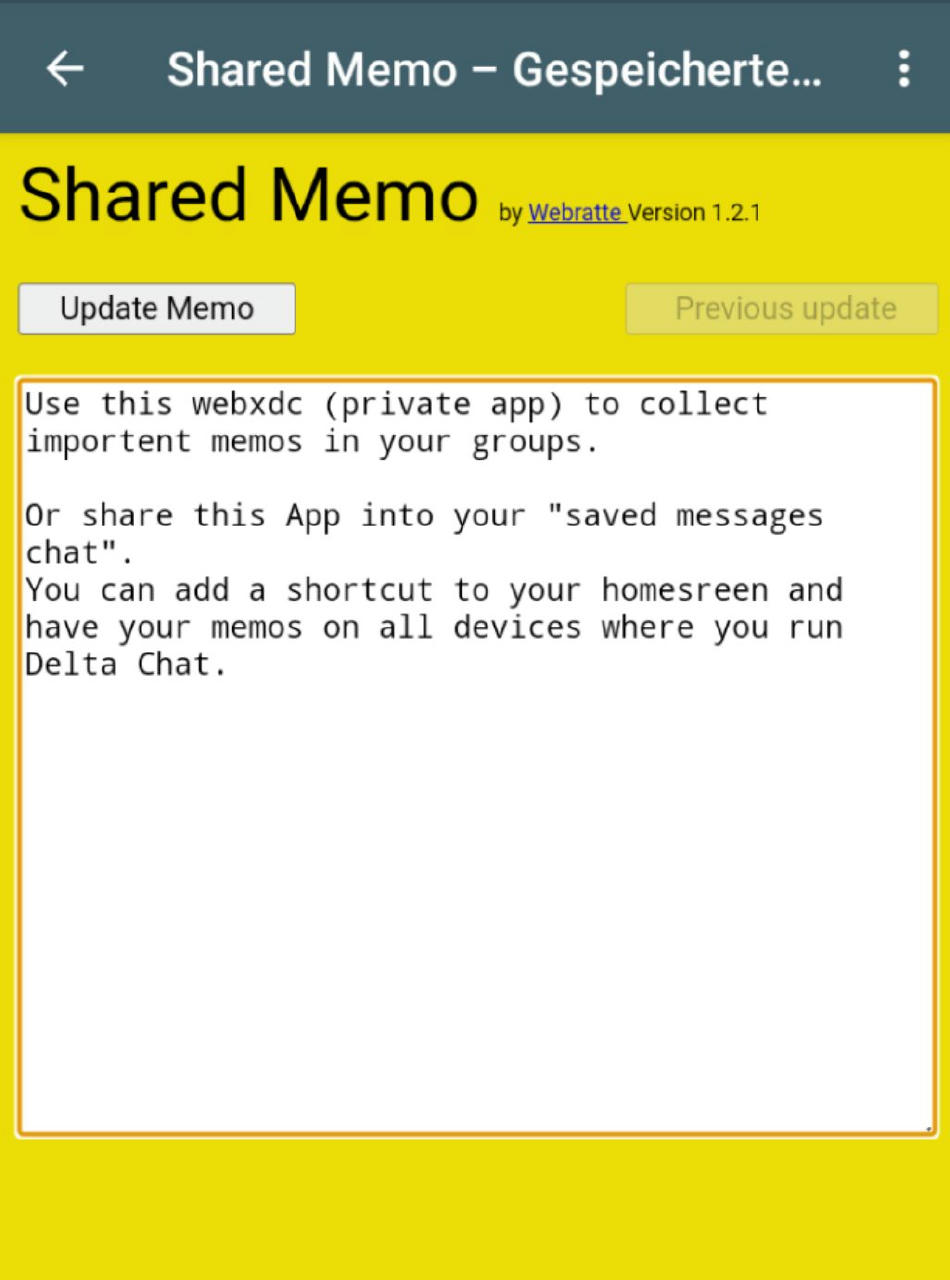 Shared Memo – Gespeicherte…
Shared Memo by Webratte Version 1.2.1
Update Memo
Previous update
Use this webxdc (private app) to collect
importent memos in your groups.
Or share this App into your "saved messages
chat".
You can add a shortcut to your homesreen and
have your memos on all devices where you run
Delta Chat.